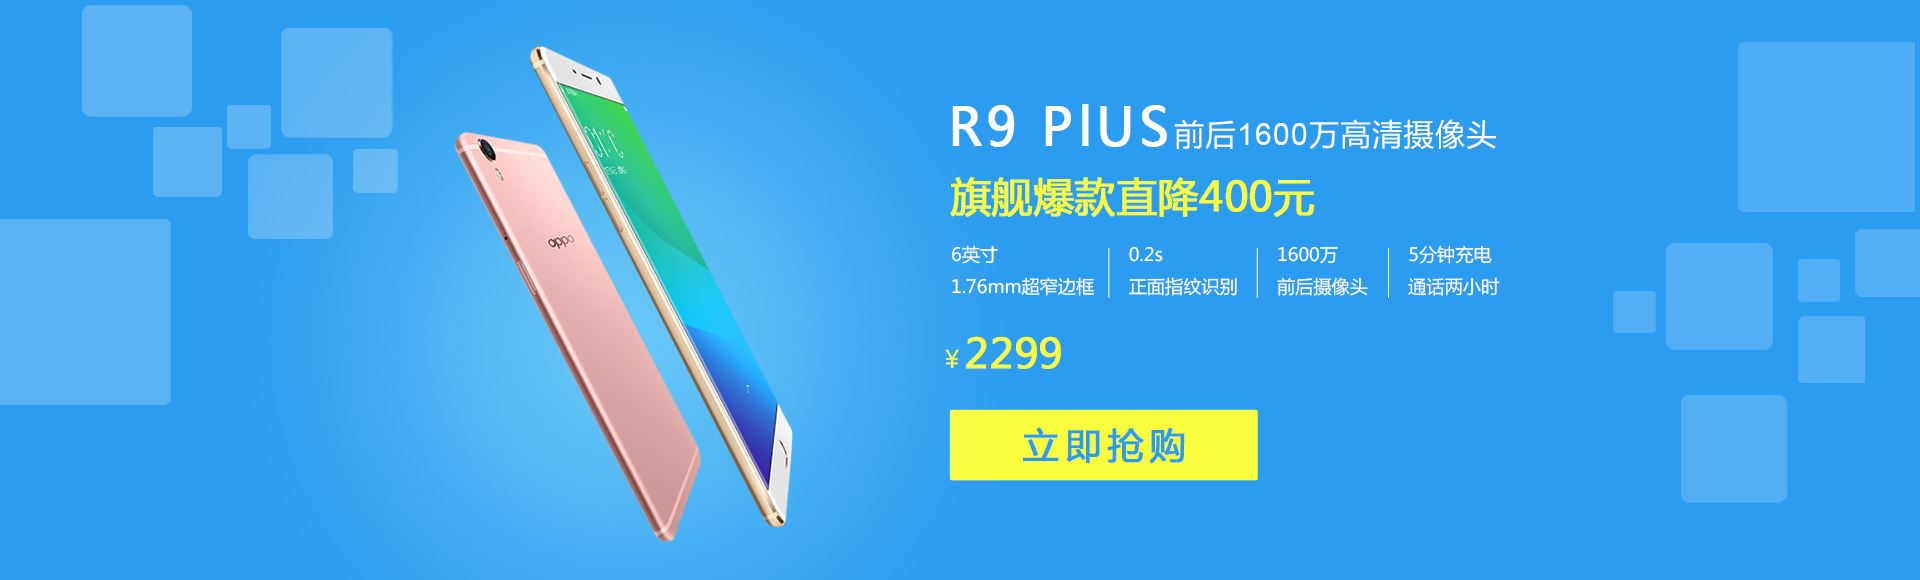 R9 PlUS前后1600万高清摄像头
旗舰爆款直降400元
6英寸
1.76mm超窄边框
0.2s
正面指纹识别
1600万
前后摄像头
5分钟充电
通话两小时
¥2299
立即抢购
oppo